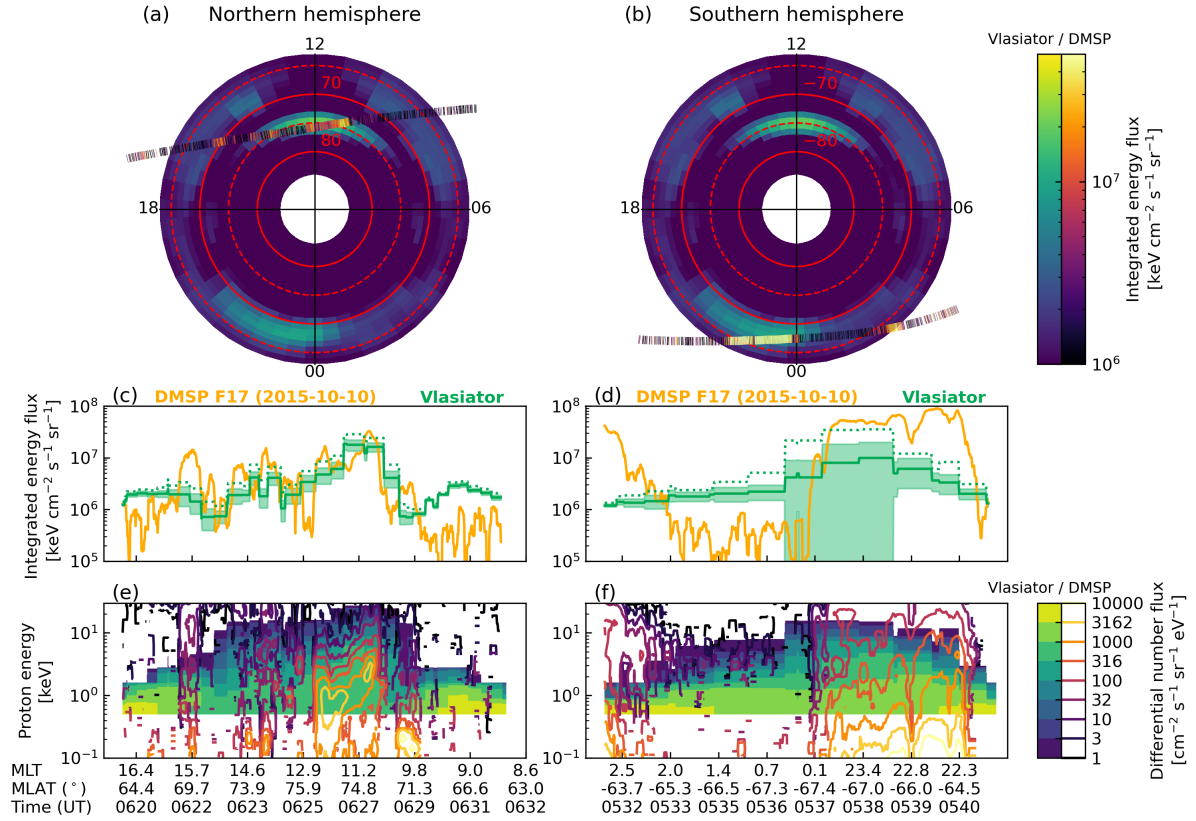 (a) Northern hemisphere
(b) Southern hemisphere
12
70
80
18
06
00
12
−70
−80
18
06
00
Vlasiator / DMSP
10⁷
10⁶
Integrated energy flux
[keV cm⁻² s⁻¹ sr⁻¹]
(c) DMSP F17 (2015-10-10) Vlasiator
10⁸
10⁷
10⁶
10⁵
Integrated energy flux
[keV cm⁻² s⁻¹ sr⁻¹]
(d) DMSP F17 (2015-10-10) Vlasiator
10⁸
10⁷
10⁶
10⁵
(e)
10¹
10⁰
10⁻¹
Proton energy
[keV]
(f)
10¹
10⁰
10⁻¹
Vlasiator / DMSP
10000
3162
1000
316
100
32
10
3
1
Differential number flux
[cm⁻² s⁻¹ sr⁻¹ eV⁻¹]
MLT 16.4 15.7 14.6 12.9 11.2 9.8 9.0 8.6 2.5 2.0 1.4 0.7 0.1 23.4 22.8 22.3
MLAT (°) 64.4 69.7 73.9 75.9 74.8 71.3 66.6 63.0 -63.7 -65.3 -66.5 -67.3 -67.4 -67.0 -66.0 -64.5
Time (UT) 0620 0622 0623 0625 0627 0629 0631 0632 0532 0533 0535 0536 0537 0538 0539 0540